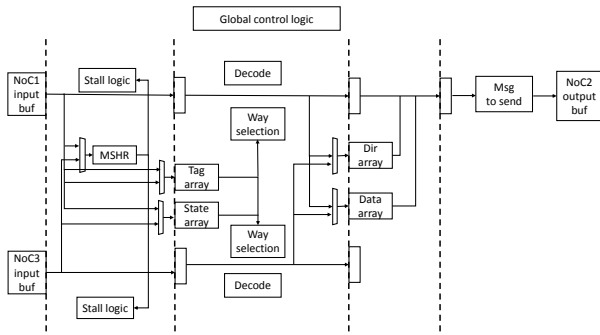 Global control logic
NoC1
input
buf
Stall logic
Decode
Msg
to send
NoC2
output
buf
Way
selection
MSHR
Dir
array
Tag
array
State
array
Data
array
Way
selection
NoC3
input
buf
Decode
Stall logic